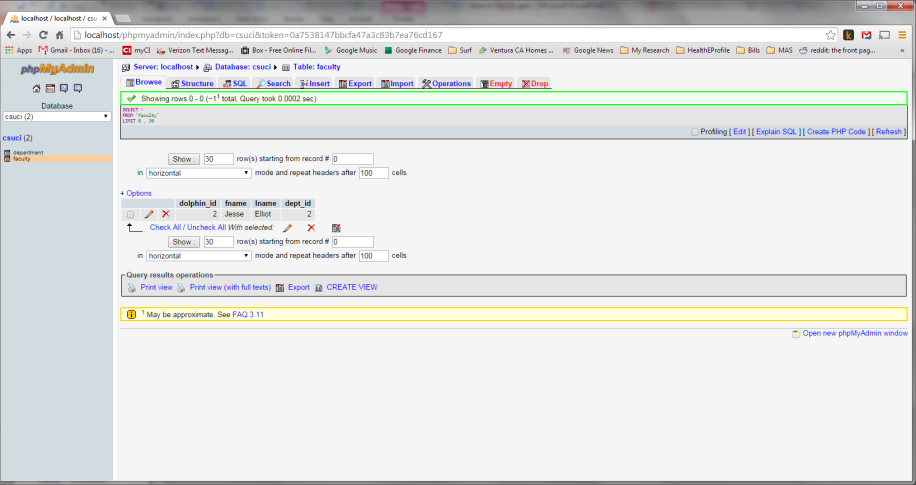 localhost / localhost / csuci
localhost/phpmyadmin/index.php?db=csuci&token=0a7538147bbcfa47a3c83b7ea76cd167
Apps Gmail - Inbox (16) - ... myCI Verizon Text Messag... Box - Free Online Fil... Google Music Google Finance Surf Ventura CA Homes ... Google News My Research HealthEProfile Bills MAS reddit: the front pag... »
phpMyAdmin
Database
csuci (2)
csuci (2)
department
faculty
Server: localhost Database: csuci Table: faculty
Browse Structure SQL Search Insert Export Import Operations Empty Drop
Showing rows 0 - 0 (~1¹ total, Query took 0.0002 sec)
SELECT *
FROM `faculty`
LIMIT 0 , 30
Profiling [ Edit ] [ Explain SQL ] [ Create PHP Code ] [ Refresh ]
Show : 30 row(s) starting from record # 0
in horizontal mode and repeat headers after 100 cells
+ Options
dolphin_id fname lname dept_id
2 Jesse Elliot 2
Check All / Uncheck All With selected:
Show : 30 row(s) starting from record # 0
in horizontal mode and repeat headers after 100 cells
Query results operations
Print view Print view (with full texts) Export CREATE VIEW
¹ May be approximate. See FAQ 3.11
Open new phpMyAdmin window